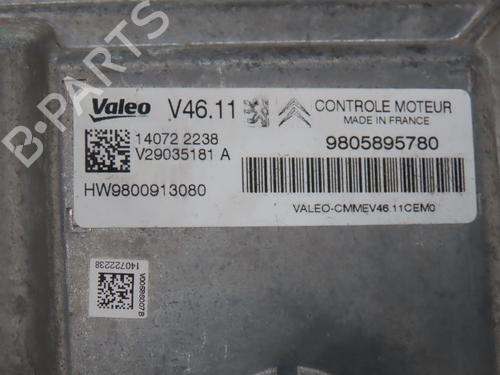 Valeo V46.11 CONTROLE MOTEUR
MADE IN FRANCE
14072 2238
V29035181 A
9805895780
HW9800913080
VALEO-CMMEV46.11CEM0
140722238
B-Parts